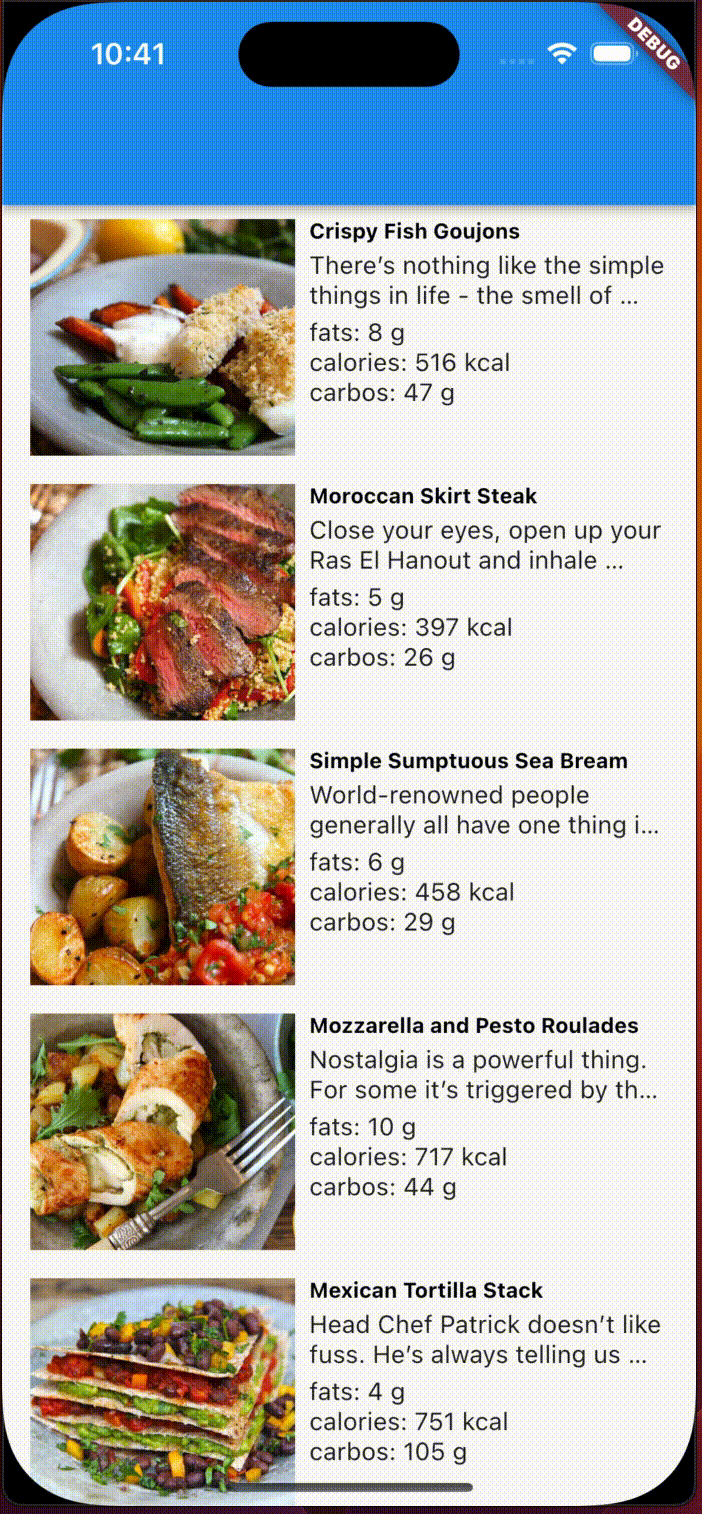 10:41
DEBUG
Crispy Fish Goujons
There’s nothing like the simple
things in life - the smell of ...
fats: 8 g
calories: 516 kcal
carbos: 47 g
Moroccan Skirt Steak
Close your eyes, open up your
Ras El Hanout and inhale ...
fats: 5 g
calories: 397 kcal
carbos: 26 g
Simple Sumptuous Sea Bream
World-renowned people
generally all have one thing i...
fats: 6 g
calories: 458 kcal
carbos: 29 g
Mozzarella and Pesto Roulades
Nostalgia is a powerful thing.
For some it’s triggered by th...
fats: 10 g
calories: 717 kcal
carbos: 44 g
Mexican Tortilla Stack
Head Chef Patrick doesn’t like
fuss. He’s always telling us ...
fats: 4 g
calories: 751 kcal
carbos: 105 g